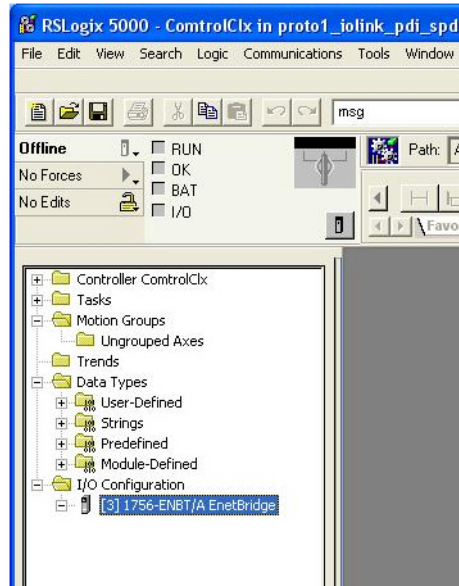 RSLogix 5000 - ComtrolClx in proto1_iolink_pdi_spd
File Edit View Search Logic Communications Tools Window
msg
Offline
RUN
Path:
No Forces
OK
BAT
No Edits
I/O
Favo
Controller ComtrolClx
Tasks
Motion Groups
Ungrouped Axes
Trends
Data Types
User-Defined
Strings
Predefined
Module-Defined
I/O Configuration
[3] 1756-ENBT/A EnetBridge